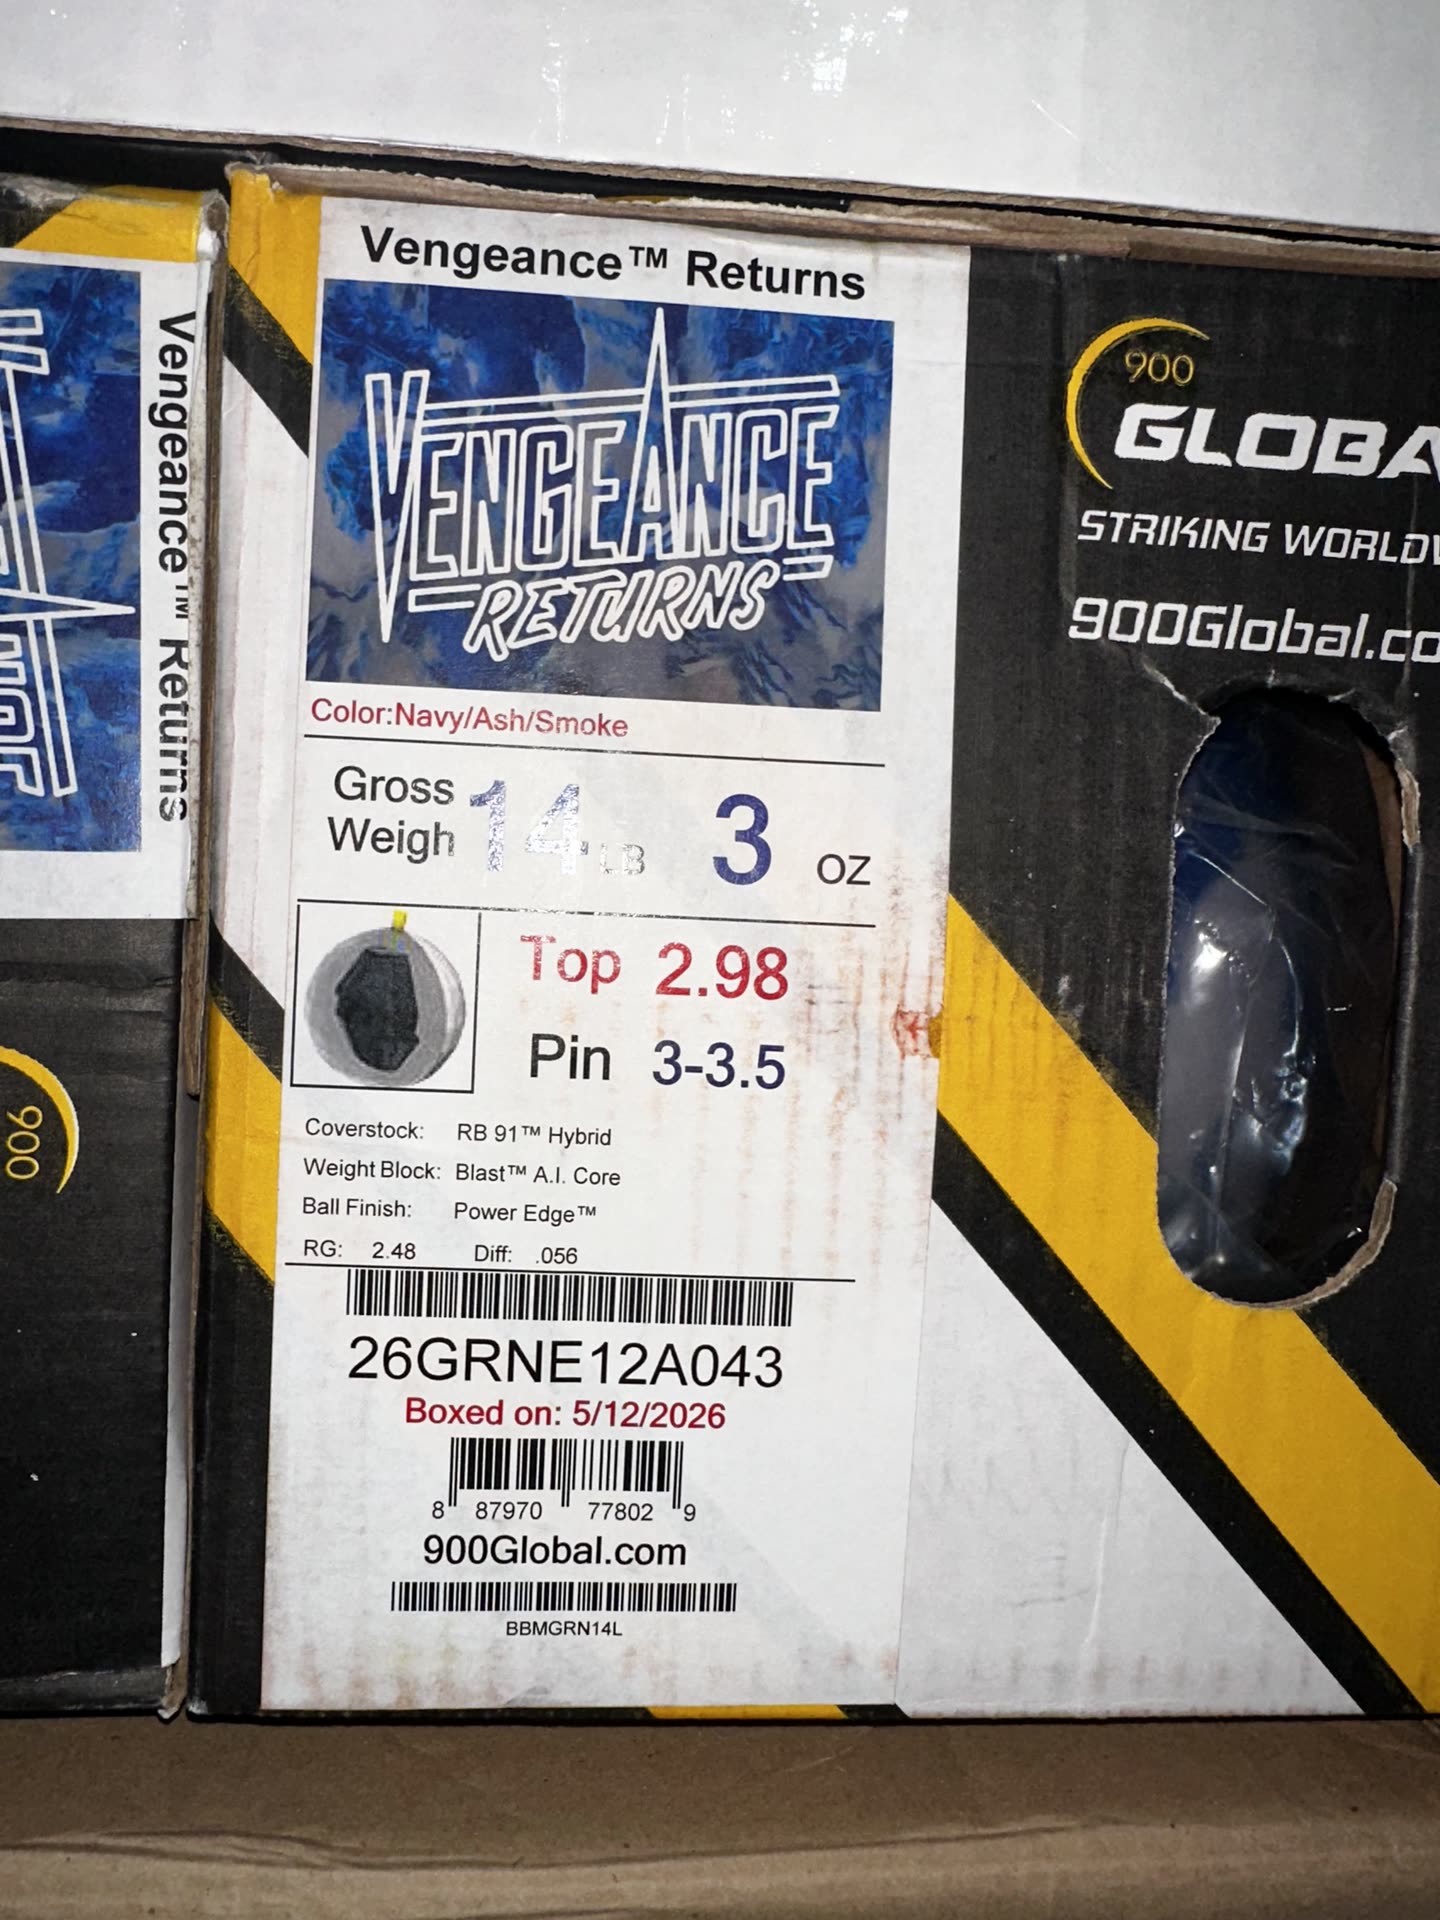 Vengeance™ Returns
VENGEANCE
RETURNS
Color:Navy/Ash/Smoke
Gross
Weigh
14 LB 3 OZ
Top 2.98
Pin 3-3.5
Coverstock: RB 91™ Hybrid
Weight Block: Blast™ A.I. Core
Ball Finish: Power Edge™
RG: 2.48 Diff: .056
26GRNE12A043
Boxed on: 5/12/2026
8 87970 77802 9
900Global.com
BBMGRN14L
900
GLOBA
STRIKING WORLDW
900Global.co
Vengeance™ Returns
900